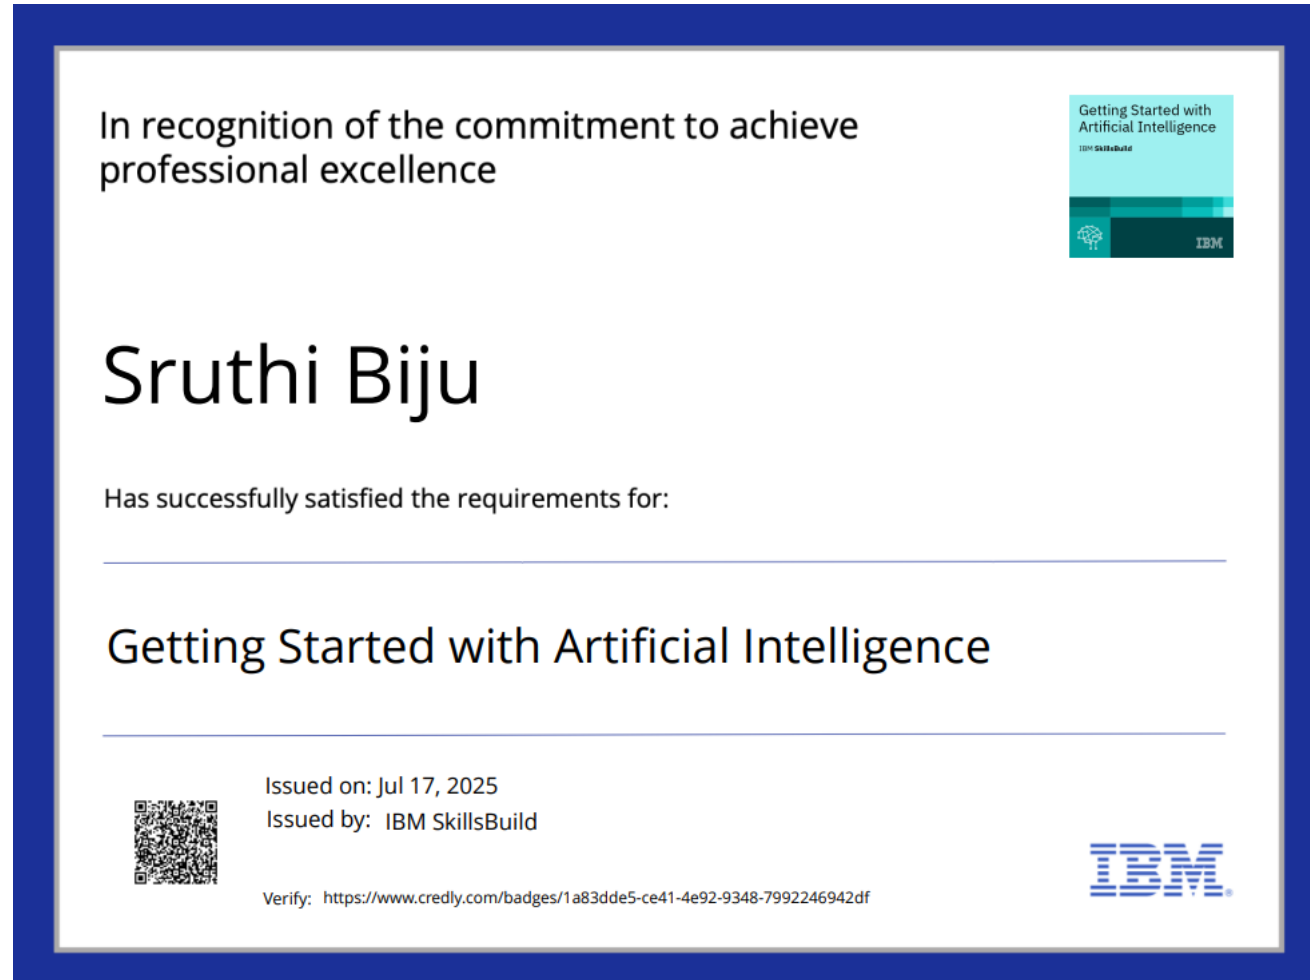 In recognition of the commitment to achieve
professional excellence
Getting Started with
Artificial Intelligence
IBM SkillsBuild
IBM
Sruthi Biju
Has successfully satisfied the requirements for:
Getting Started with Artificial Intelligence
Issued on: Jul 17, 2025
Issued by: IBM SkillsBuild
Verify: https://www.credly.com/badges/1a83dde5-ce41-4e92-9348-7992246942df
IBM®